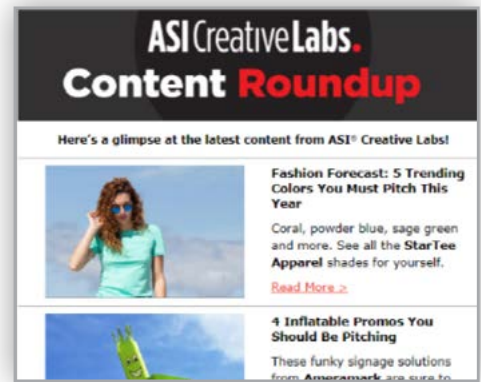 ASI Creative Labs.
Content Roundup
Here's a glimpse at the latest content from ASI® Creative Labs!
Fashion Forecast: 5 Trending
Colors You Must Pitch This
Year
Coral, powder blue, sage green
and more. See all the StarTee
Apparel shades for yourself.
Read More >
4 Inflatable Promos You
Should Be Pitching
These funky signage solutions
from Ameramark are sure to